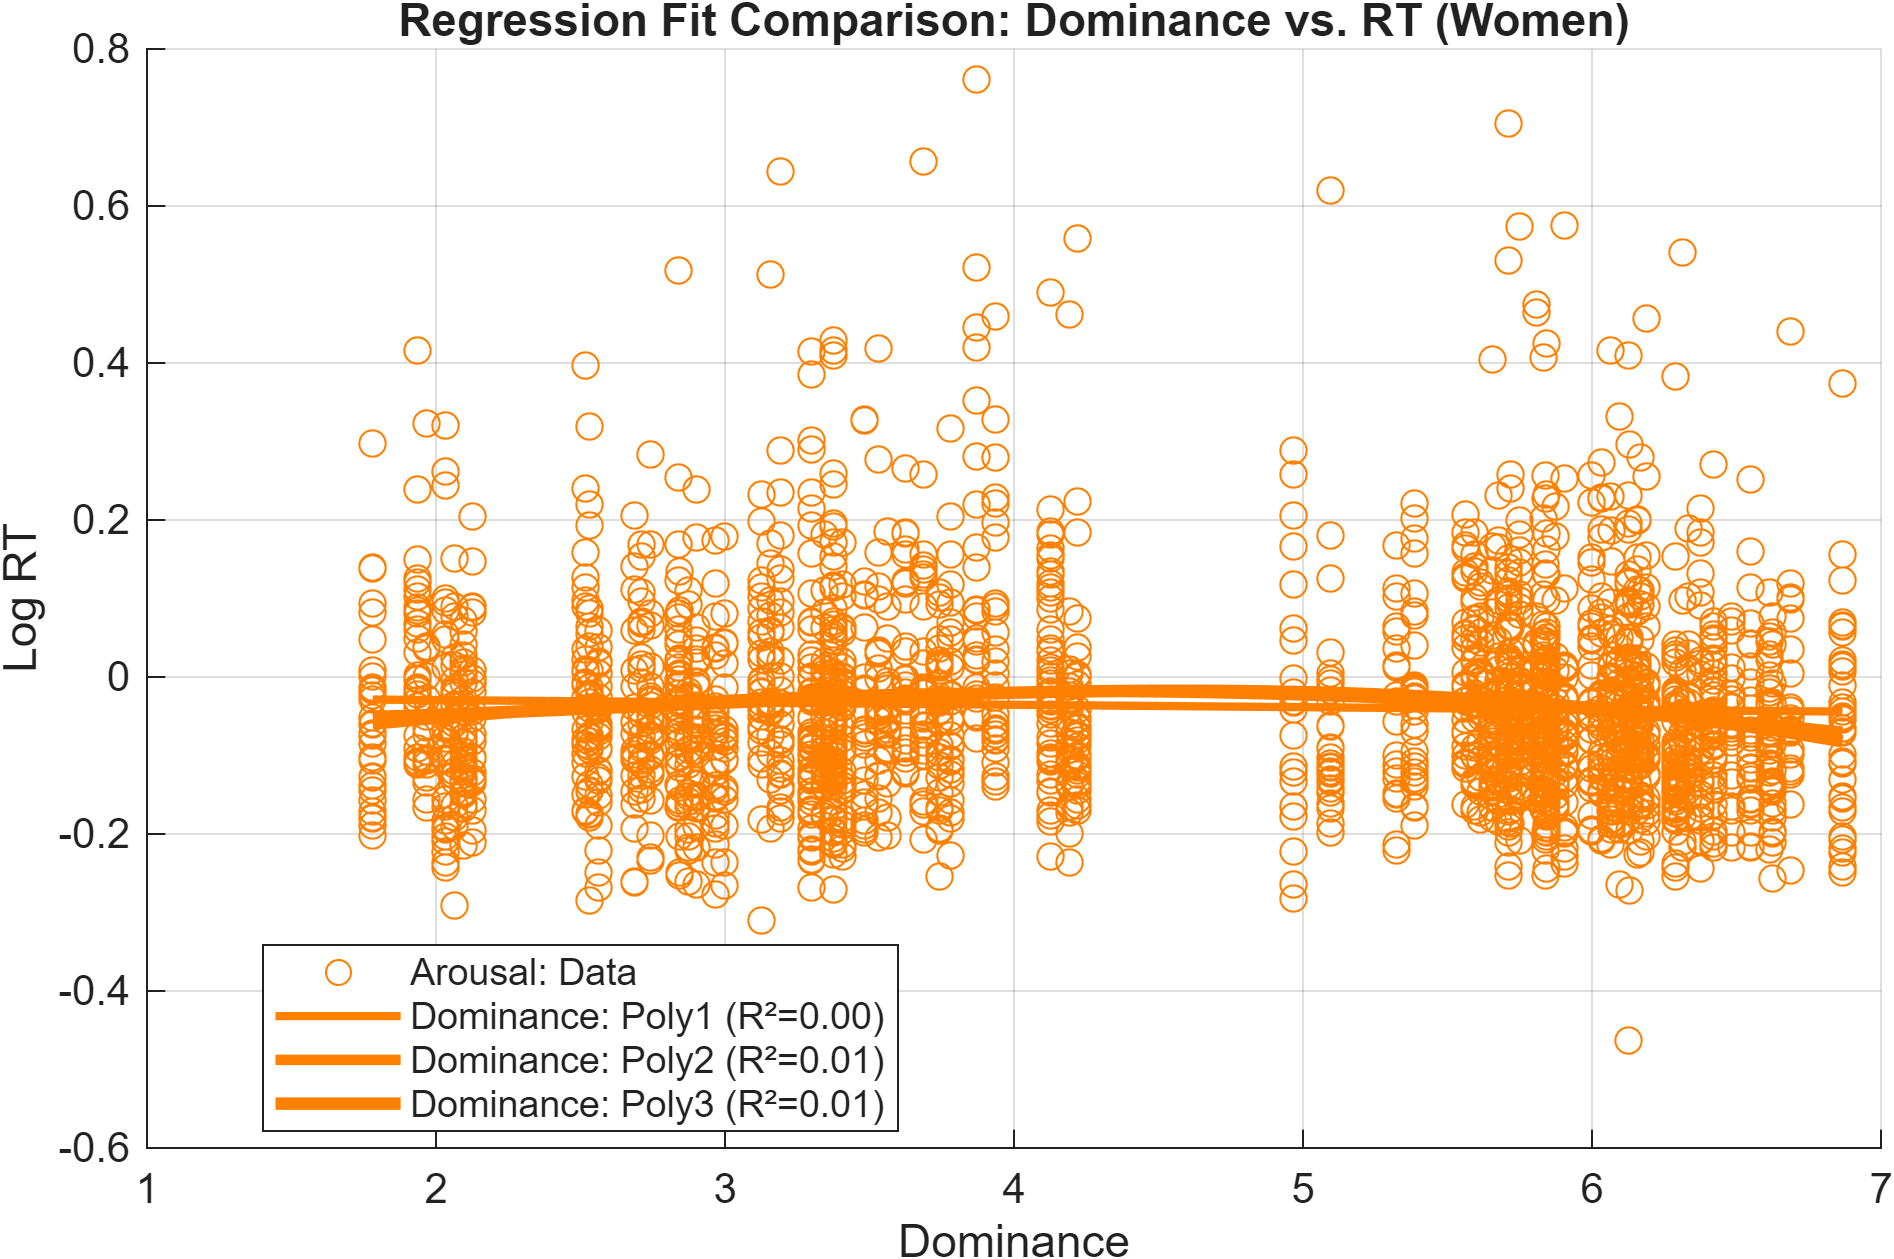 Regression Fit Comparison: Dominance vs. RT (Women)
0.8
0.6
0.4
0.2
0
-0.2
-0.4
-0.6
Log RT
Arousal: Data
Dominance: Poly1 (R²=0.00)
Dominance: Poly2 (R²=0.01)
Dominance: Poly3 (R²=0.01)
1 2 3 4 5 6 7
Dominance